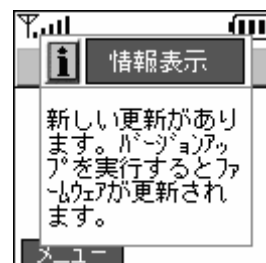 情報表示
新しい更新があり
ます。ﾊﾞｰｼﾞｮﾝｱｯ
ﾌﾟを実行するとﾌｧ
ｰﾑｳｪｱが更新され
ます。
メニュー